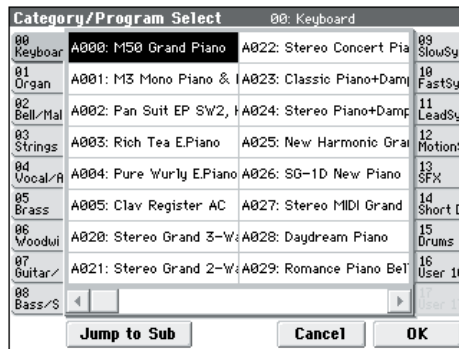 Category/Program Select 00: Keyboard
00 Keyboar
01 Organ
02 Bell/Mal
03 Strings
04 Vocal/A
05 Brass
06 Woodwi
07 Guitar/
08 Bass/S
A000: M50 Grand Piano
A001: M3 Mono Piano &
A002: Pan Suit EP SW2,
A003: Rich Tea E.Piano
A004: Pure Wurly E.Piano
A005: Clav Register AC
A020: Stereo Grand 3-Wa
A021: Stereo Grand 2-Wa
A022: Stereo Concert Pia
A023: Classic Piano+Damp
A024: Stereo Piano+Damp
A025: New Harmonic Gra
A026: SG-1D New Piano
A027: Stereo MIDI Grand
A028: Daydream Piano
A029: Romance Piano Bel
09 SlowSy
10 FastSy
11 LeadSy
12 Motion
13 SFX
14 Short D
15 Drums
16 User 1
17 User 1
Jump to Sub
Cancel
OK